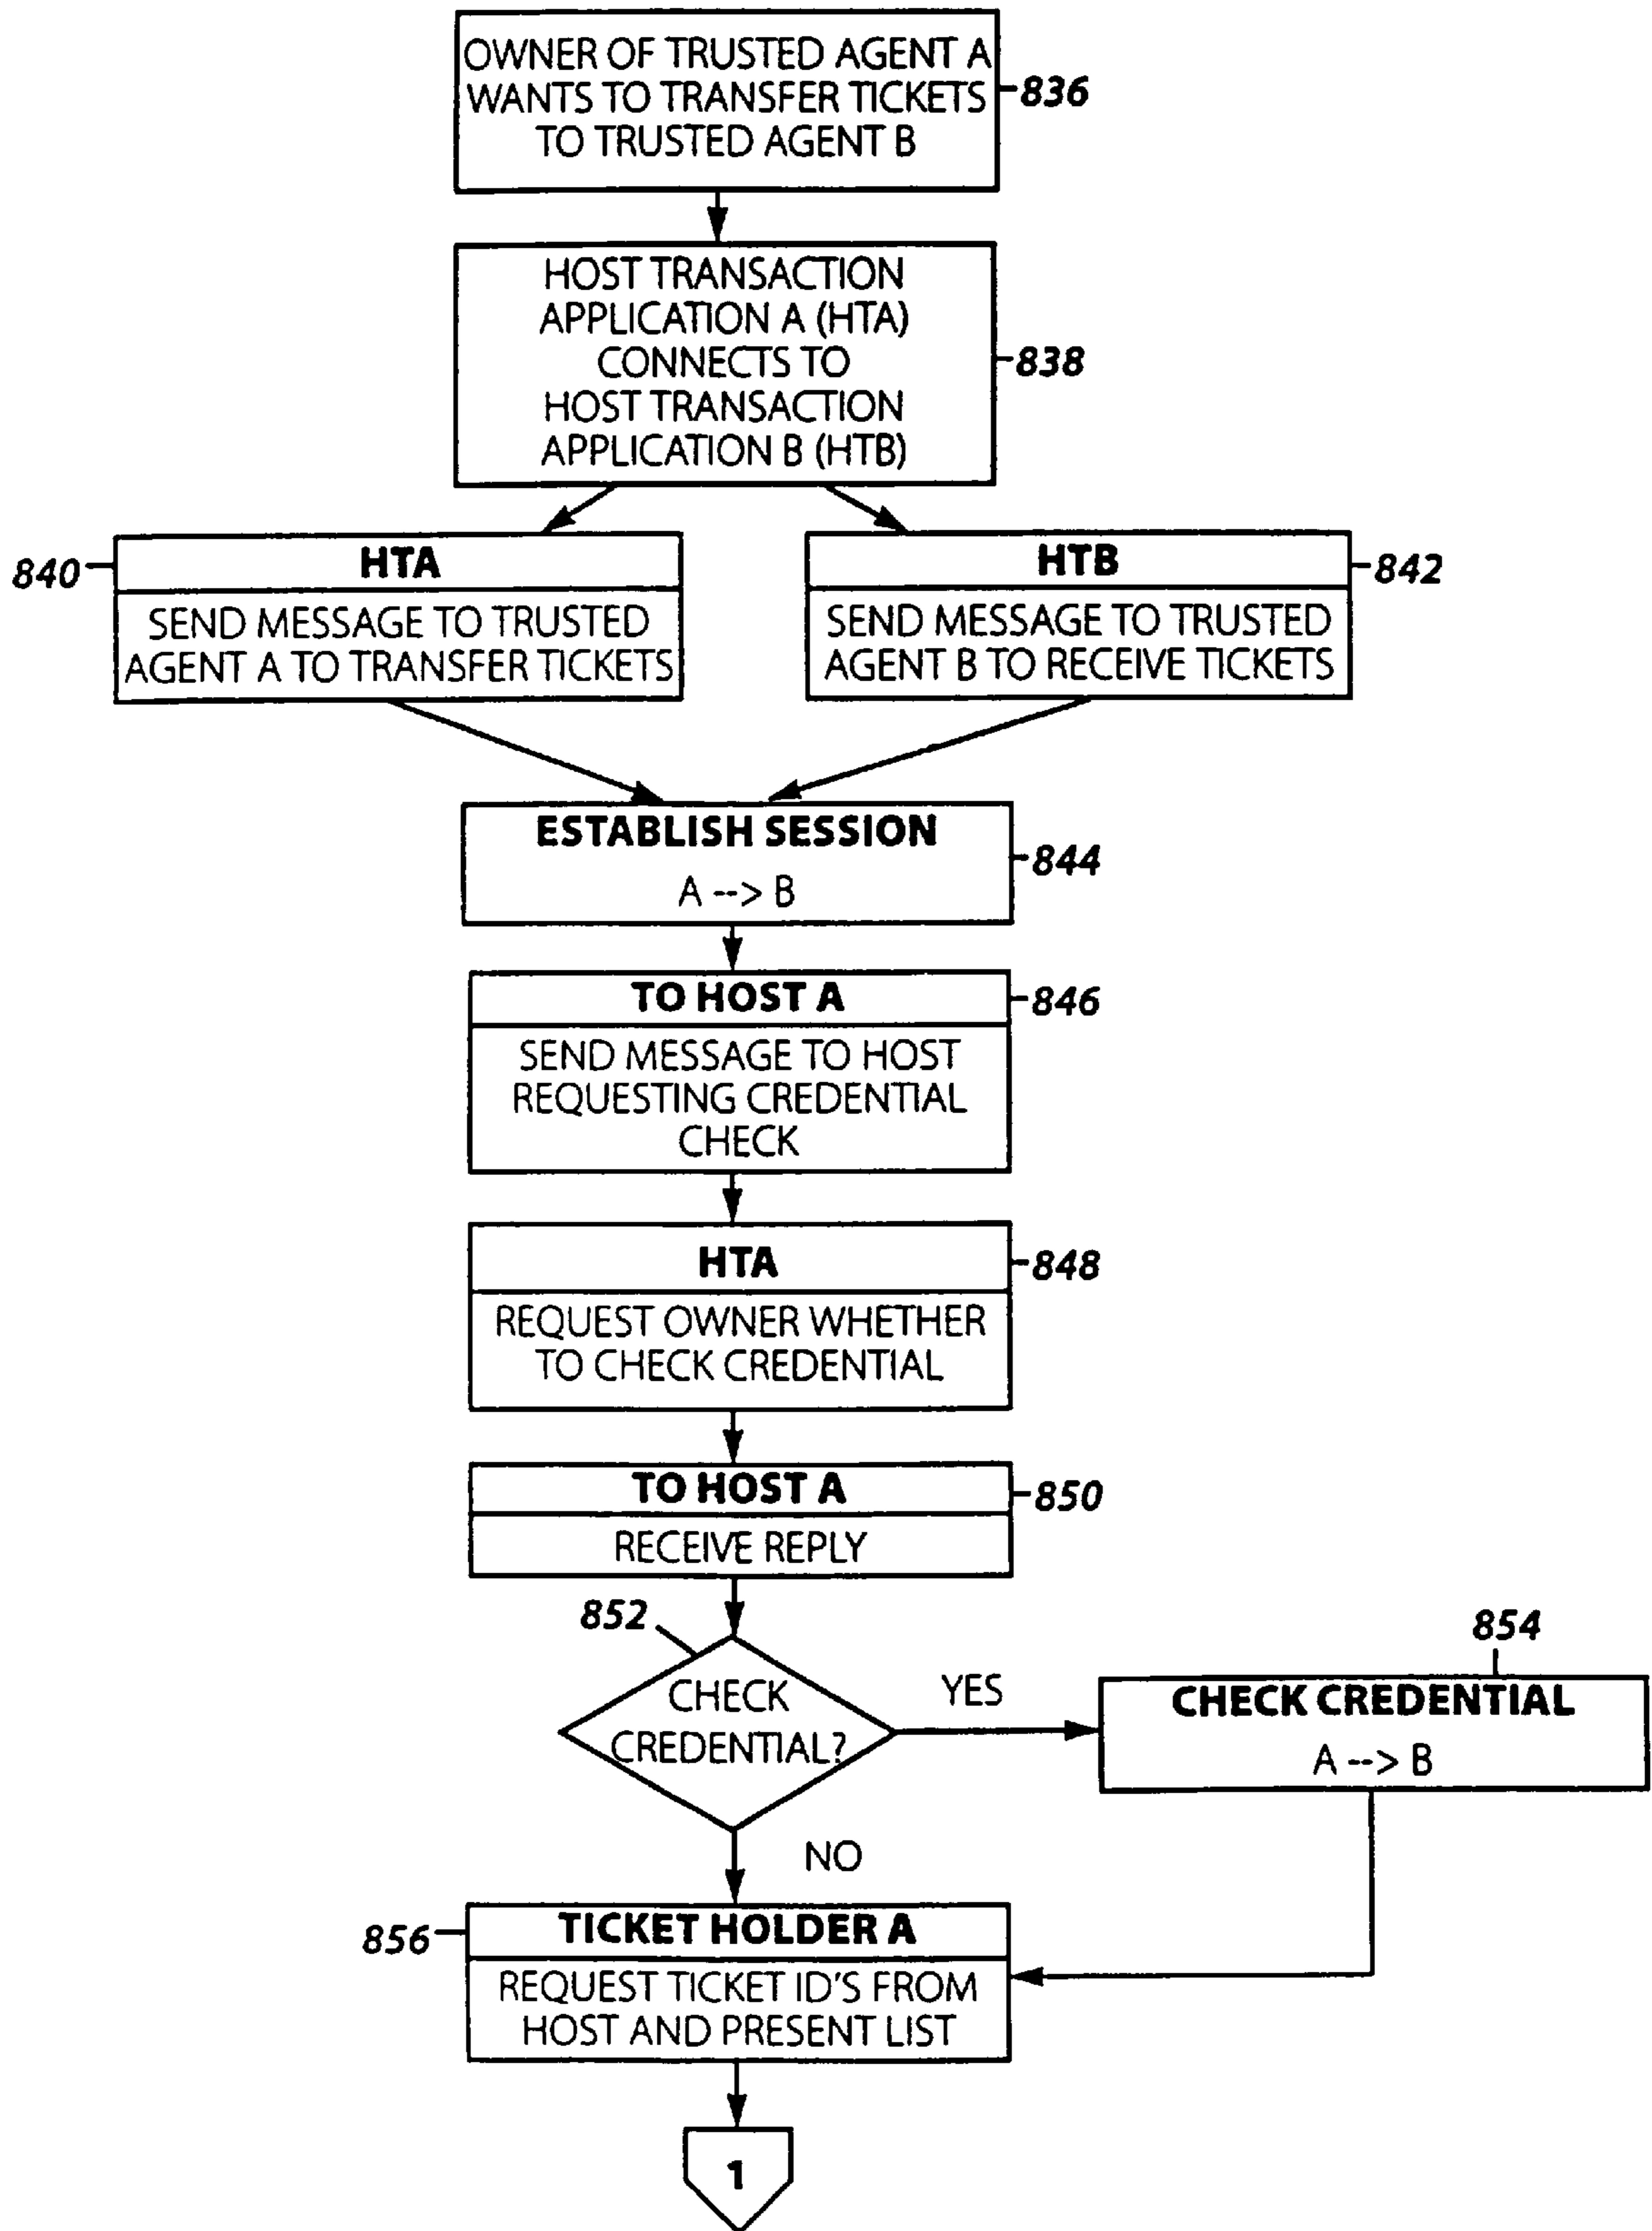 OWNER OF TRUSTED AGENT A
WANTS TO TRANSFER TICKETS
TO TRUSTED AGENT B
836
HOST TRANSACTION
APPLICATION A (HTA)
CONNECTS TO
HOST TRANSACTION
APPLICATION B (HTB)
838
840
HTA
SEND MESSAGE TO TRUSTED
AGENT A TO TRANSFER TICKETS
HTB
842
SEND MESSAGE TO TRUSTED
AGENT B TO RECEIVE TICKETS
ESTABLISH SESSION
844
A --> B
TO HOST A
846
SEND MESSAGE TO HOST
REQUESTING CREDENTIAL
CHECK
HTA
848
REQUEST OWNER WHETHER
TO CHECK CREDENTIAL
TO HOST A
850
RECEIVE REPLY
852
CHECK
CREDENTIAL?
YES
854
CHECK CREDENTIAL
A --> B
NO
856
TICKET HOLDER A
REQUEST TICKET ID'S FROM
HOST AND PRESENT LIST
1